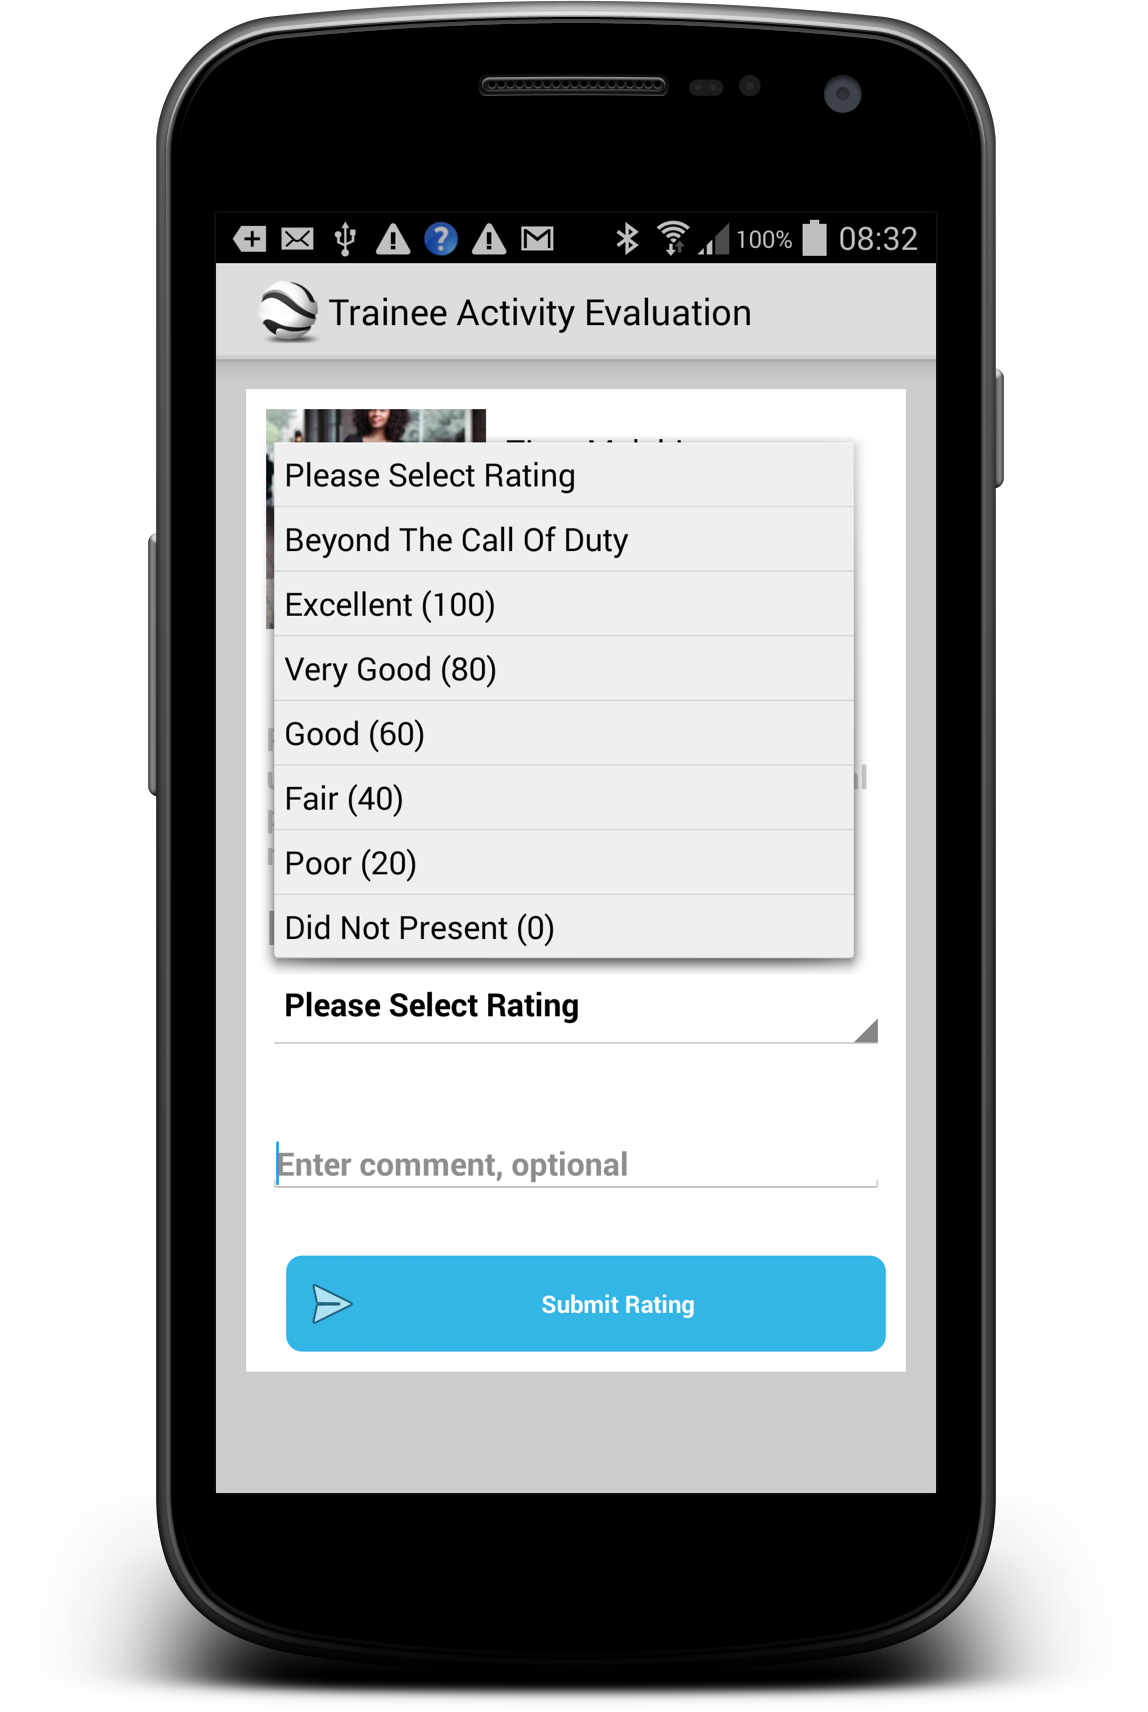 100% 08:32
Trainee Activity Evaluation
Please Select Rating
Beyond The Call Of Duty
Excellent (100)
Very Good (80)
Good (60)
Fair (40)
Poor (20)
Did Not Present (0)
Please Select Rating
Enter comment, optional
Submit Rating